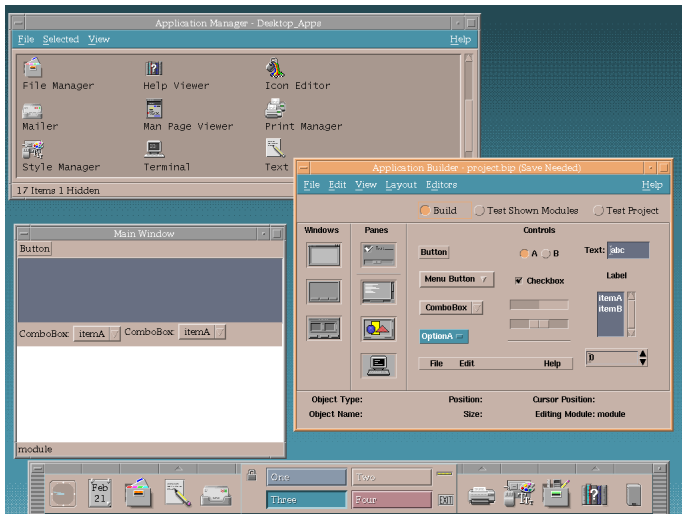 Application Manager - Desktop_Apps
File Selected View Help
File Manager Help Viewer Icon Editor
Mailer Man Page Viewer Print Manager
Style Manager Terminal Text
17 Items 1 Hidden
Application Builder - project.bip (Save Needed)
File Edit View Layout Editors Help
Build Test Shown Modules Test Project
Windows Panes Controls
Button A B Text: abc
Menu Button Checkbox Label
ComboBox itemA
itemB
OptionA
File Edit Help 0
Object Type: Position: Cursor Position:
Object Name: Size: Editing Module: module
Main Window
Button
ComboBox: itemA ComboBox: itemA
module
Feb
21
One Two
Three Four
EXIT